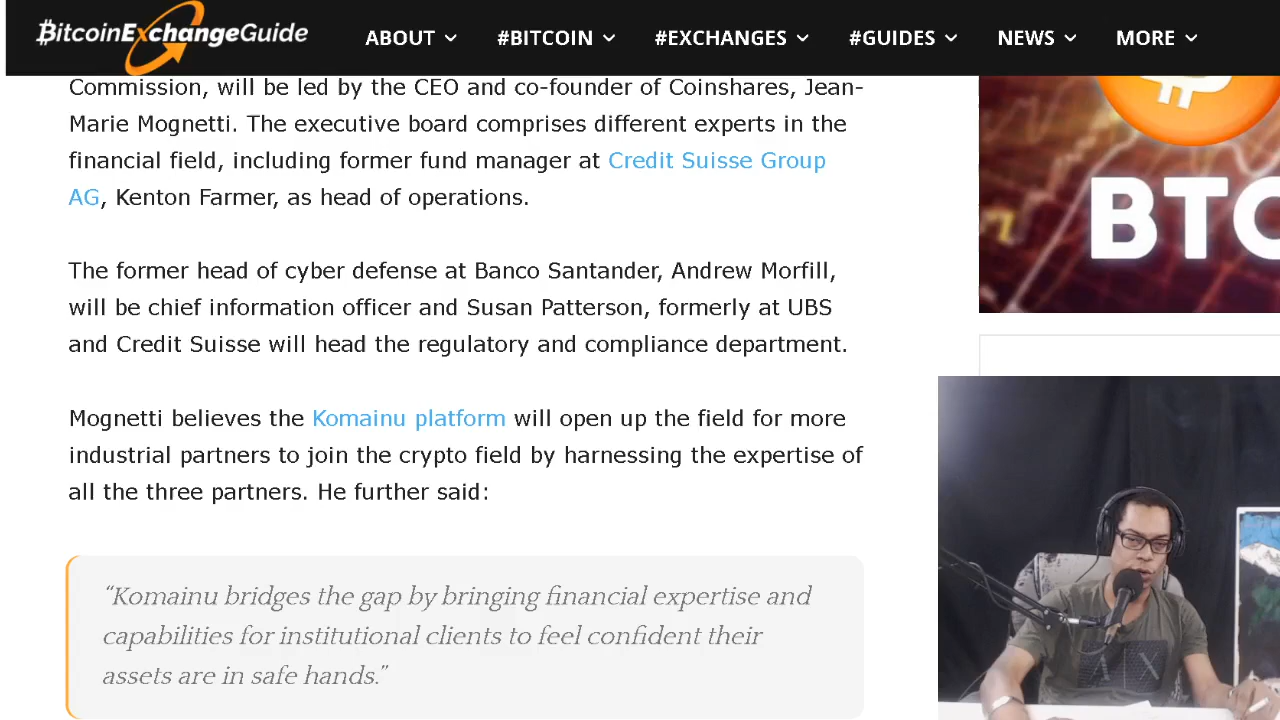 BitcoinExchangeGuide
ABOUT #BITCOIN #EXCHANGES #GUIDES NEWS MORE
Commission, will be led by the CEO and co-founder of Coinshares, Jean-
Marie Mognetti. The executive board comprises different experts in the
financial field, including former fund manager at Credit Suisse Group
AG, Kenton Farmer, as head of operations.
The former head of cyber defense at Banco Santander, Andrew Morfill,
will be chief information officer and Susan Patterson, formerly at UBS
and Credit Suisse will head the regulatory and compliance department.
Mognetti believes the Komainu platform will open up the field for more
industrial partners to join the crypto field by harnessing the expertise of
all the three partners. He further said:
“Komainu bridges the gap by bringing financial expertise and
capabilities for institutional clients to feel confident their
assets are in safe hands.”
BTC